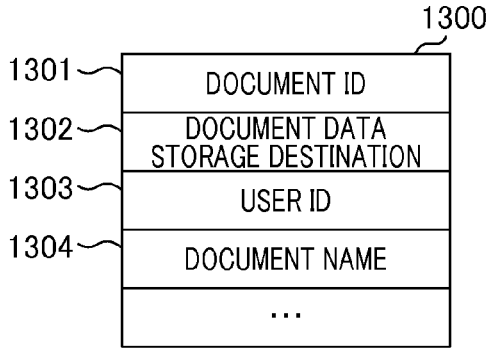 1300
1301 DOCUMENT ID
1302 DOCUMENT DATA
STORAGE DESTINATION
1303 USER ID
1304 DOCUMENT NAME
...